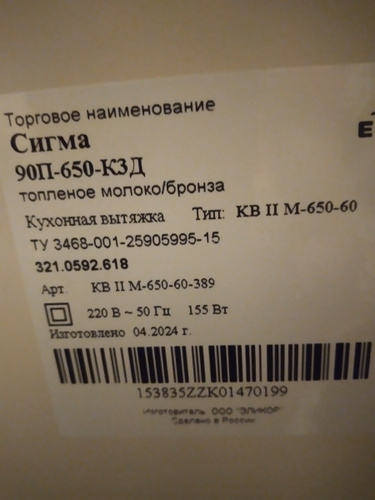 Торговое наименование
Сигма
90П-650-К3Д
топленое молоко/бронза
Кухонная вытяжка Тип: КВ II М-650-60
ТУ 3468-001-25905995-15
321.0592.618
Арт. КВ II М-650-60-389
220 В ~ 50 Гц 155 Вт
Изготовлено 04.2024 г.
153835ZZK01470199
Изготовитель ООО "ЭЛИКОР"
Сделано в России